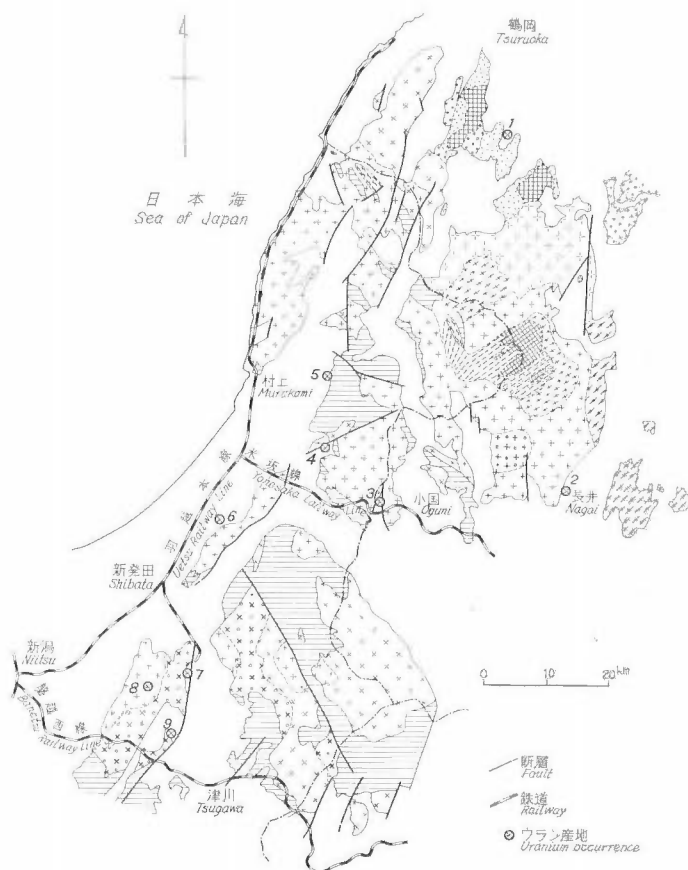 鶴岡
Tsuruoka
1
日本海
Sea of Japan
5
村上
Murakami
4
2
長井
Nagai
羽越本線
Uetsu Railway line
米坂線
Yonesaka Railway line
3
小国
Oguni
6
新発田
Shibata
新潟
Niitsu
7
8
磐越西線
Banetsu Railway line
9
津川
Tsugawa
0 10 20 km
断層
Fault
鉄道
Railway
ウラン産地
Uranium occurrence